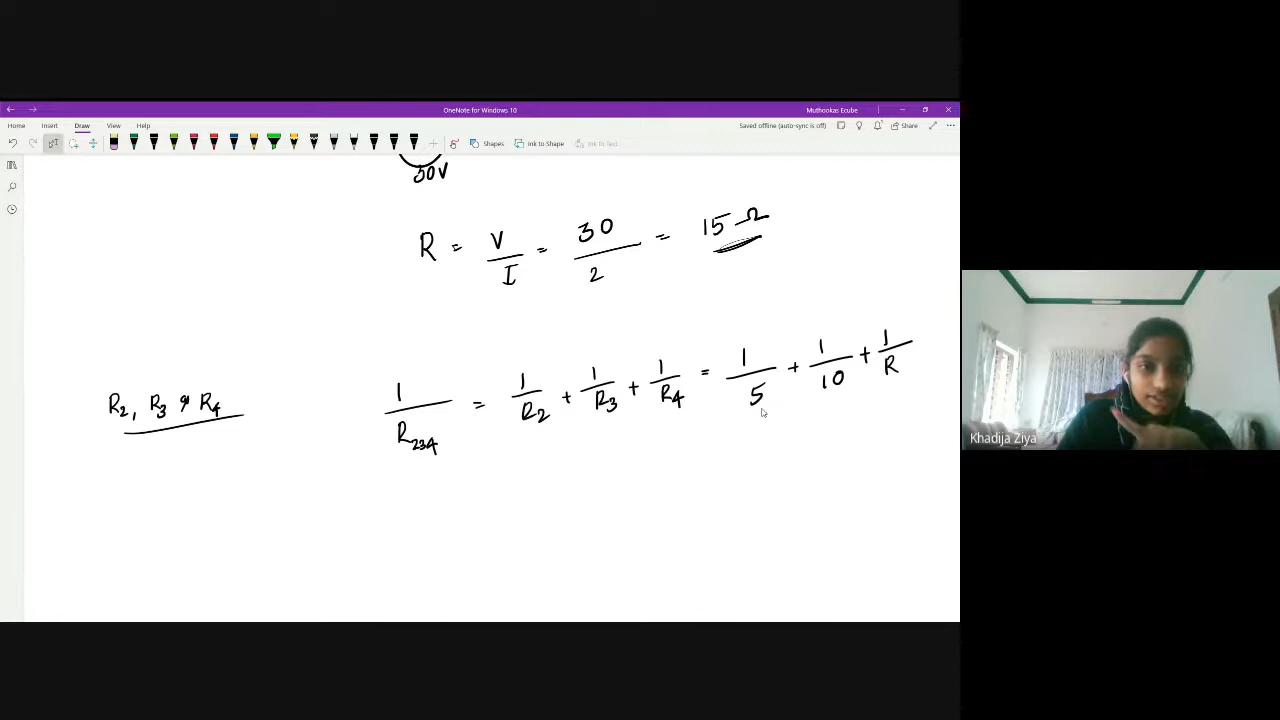 OneNote for Windows 10
Muthookas Ecube
Home Insert Draw View Help
Saved offline (auto-sync is off) Share
Shapes Ink to Shape Ink to Text
50V
R = V/I = 30/2 = 15 Ω
R₂, R₃ & R₄
1/R₂₃₄ = 1/R₂ + 1/R₃ + 1/R₄ = 1/5 + 1/10 + 1/R
Khadija Ziya